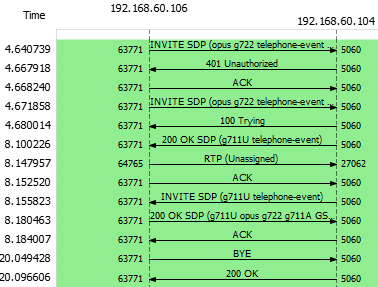 192.168.60.106
Time
192.168.60.104
4.640739 63771 INVITE SDP (opus g722 telephone-event ... 5060
4.667918 63771 401 Unauthorized 5060
4.668240 63771 ACK 5060
4.671858 63771 INVITE SDP (opus g722 telephone-event ... 5060
4.680014 63771 100 Trying 5060
8.100226 63771 200 OK SDP (g711U telephone-event) 5060
8.147957 64765 RTP (Unassigned) 27062
8.152520 63771 ACK 5060
8.155823 63771 INVITE SDP (g711U telephone-event) 5060
8.180463 63771 200 OK SDP (g711U opus g722 g711A GS... 5060
8.184007 63771 ACK 5060
20.049428 63771 BYE 5060
20.096606 63771 200 OK 5060